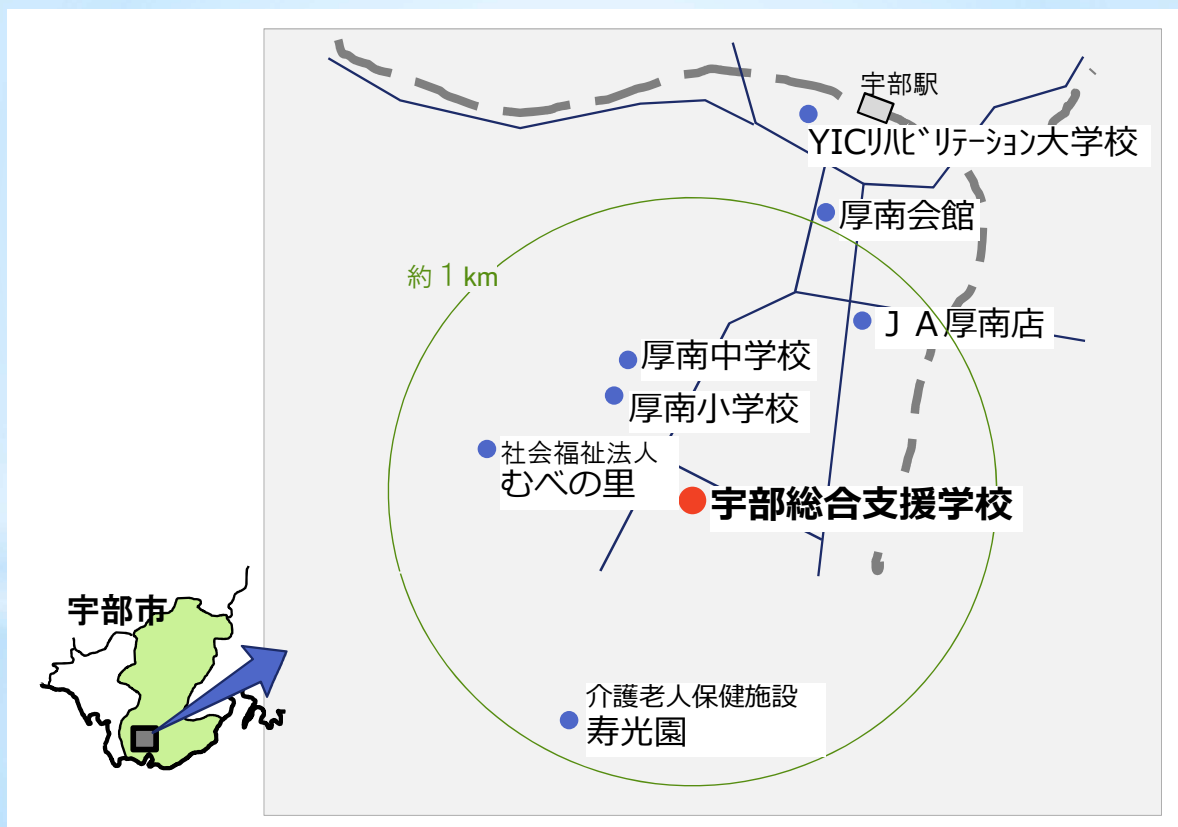 宇部駅
YICﾘﾊﾋﾞﾘﾃｰｼｮﾝ大学校
厚南会館
約1km
ＪＡ厚南店
厚南中学校
厚南小学校
社会福祉法人
むべの里
宇部総合支援学校
宇部市
介護老人保健施設
寿光園